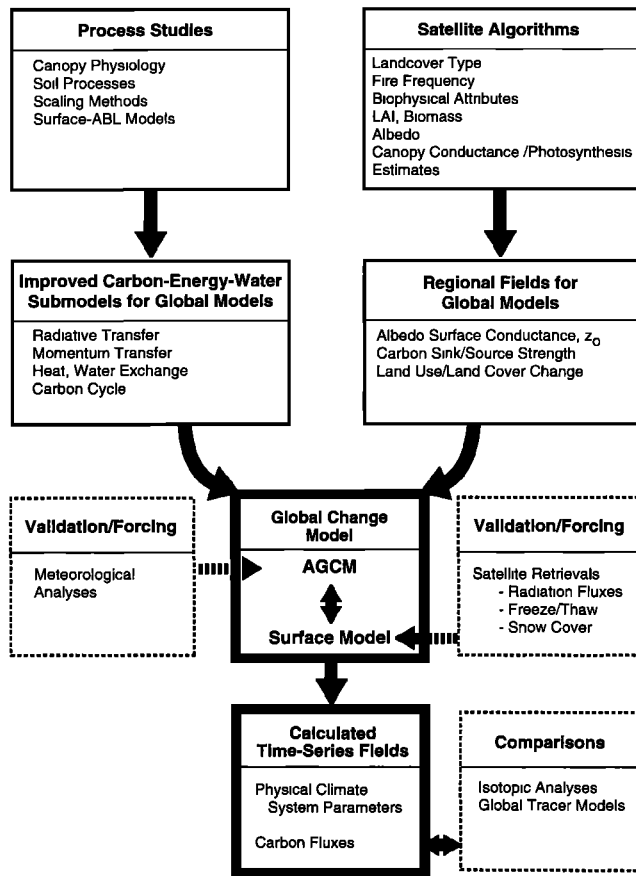 Process Studies
Canopy Physiology
Soil Processes
Scaling Methods
Surface-ABL Models
Satellite Algorithms
Landcover Type
Fire Frequency
Biophysical Attributes
LAI, Biomass
Albedo
Canopy Conductance /Photosynthesis
Estimates
Improved Carbon-Energy-Water
Submodels for Global Models
Radiative Transfer
Momentum Transfer
Heat, Water Exchange
Carbon Cycle
Regional Fields for
Global Models
Albedo Surface Conductance, zo
Carbon Sink/Source Strength
Land Use/Land Cover Change
Validation/Forcing
Meteorological
Analyses
Global Change
Model
AGCM
Surface Model
Validation/Forcing
Satellite Retrievals
- Radiation Fluxes
- Freeze/Thaw
- Snow Cover
Calculated
Time-Series Fields
Physical Climate
System Parameters
Carbon Fluxes
Comparisons
Isotopic Analyses
Global Tracer Models